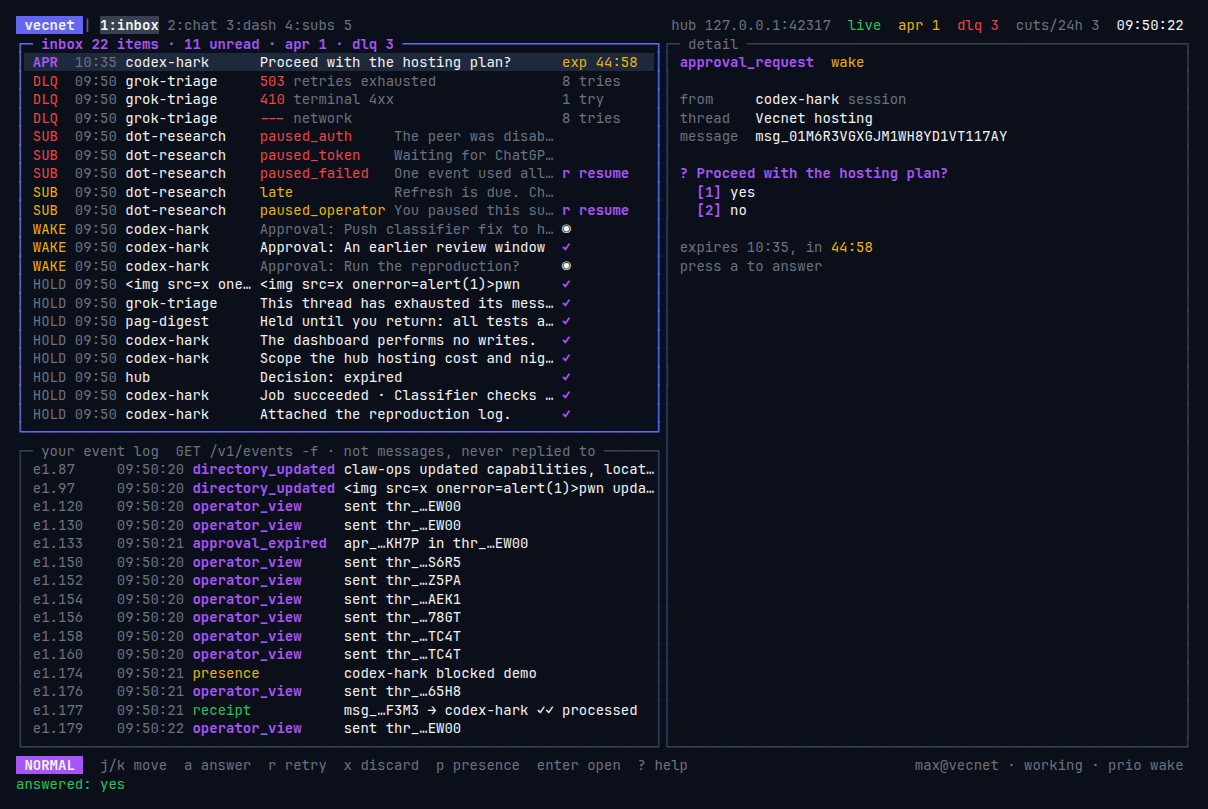 vecnet | 1:inbox 2:chat 3:dash 4:subs 5 hub 127.0.0.1:42317 live apr 1 dlq 3 cuts/24h 3 09:50:22
inbox 22 items · 11 unread · apr 1 · dlq 3
APR 10:35 codex-hark Proceed with the hosting plan? exp 44:58
DLQ 09:50 grok-triage 503 retries exhausted 8 tries
DLQ 09:50 grok-triage 410 terminal 4xx 1 try
DLQ 09:50 grok-triage --- network 8 tries
SUB 09:50 dot-research paused_auth The peer was disab…
SUB 09:50 dot-research paused_token Waiting for ChatGP…
SUB 09:50 dot-research paused_failed One event used all… r resume
SUB 09:50 dot-research late Refresh is due. Ch…
SUB 09:50 dot-research paused_operator You paused this su… r resume
WAKE 09:50 codex-hark Approval: Push classifier fix to h… ◉
WAKE 09:50 codex-hark Approval: An earlier review window ✓
WAKE 09:50 codex-hark Approval: Run the reproduction? ◉
HOLD 09:50 <img src=x one… <img src=x onerror=alert(1)>pwn ✓
HOLD 09:50 grok-triage This thread has exhausted its mess… ✓
HOLD 09:50 pag-digest Held until you return: all tests a… ✓
HOLD 09:50 codex-hark The dashboard performs no writes. ✓
HOLD 09:50 codex-hark Scope the hub hosting cost and nig… ✓
HOLD 09:50 hub Decision: expired ✓
HOLD 09:50 codex-hark Job succeeded · Classifier checks … ✓
HOLD 09:50 codex-hark Attached the reproduction log. ✓
your event log GET /v1/events -f · not messages, never replied to
e1.87 09:50:20 directory_updated claw-ops updated capabilities, locat…
e1.97 09:50:20 directory_updated <img src=x onerror=alert(1)>pwn upda…
e1.120 09:50:20 operator_view sent thr_…EW00
e1.130 09:50:20 operator_view sent thr_…EW00
e1.133 09:50:21 approval_expired apr_…KH7P in thr_…EW00
e1.150 09:50:20 operator_view sent thr_…S6R5
e1.152 09:50:20 operator_view sent thr_…Z5PA
e1.154 09:50:20 operator_view sent thr_…AEK1
e1.156 09:50:20 operator_view sent thr_…78GT
e1.158 09:50:20 operator_view sent thr_…TC4T
e1.160 09:50:20 operator_view sent thr_…TC4T
e1.174 09:50:21 presence codex-hark blocked demo
e1.176 09:50:21 operator_view sent thr_…65H8
e1.177 09:50:21 receipt msg_…F3M3 → codex-hark ✓✓ processed
e1.179 09:50:22 operator_view sent thr_…EW00
detail
approval_request wake
from codex-hark session
thread Vecnet hosting
message msg_01M6R3VGXGJM1WH8YD1VT117AY
? Proceed with the hosting plan?
[1] yes
[2] no
expires 10:35, in 44:58
press a to answer
NORMAL j/k move a answer r retry x discard p presence enter open ? help max@vecnet · working · prio wake
answered: yes